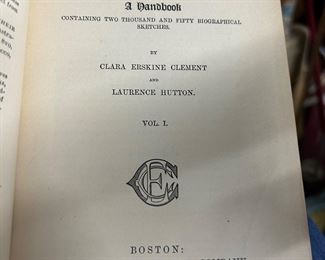 A Handbook
CONTAINING TWO THOUSAND AND FIFTY BIOGRAPHICAL
SKETCHES.
BY
CLARA ERSKINE CLEMENT
AND
LAURENCE HUTTON.
VOL. I.
BOSTON: